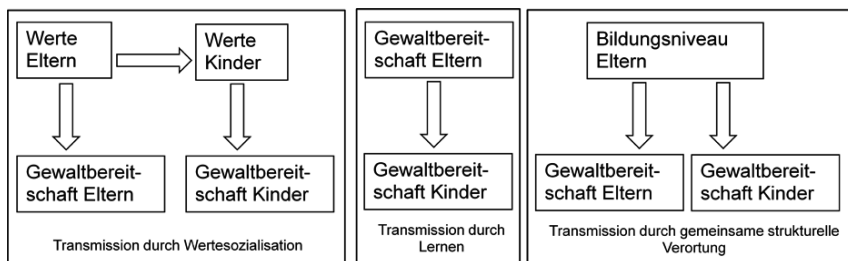 Werte
Eltern
Werte
Kinder
Gewaltbereit-
schaft Eltern
Gewaltbereit-
schaft Kinder
Transmission durch Wertesozialisation
Gewaltbereit-
schaft Eltern
Gewaltbereit-
schaft Kinder
Transmission durch
Lernen
Bildungsniveau
Eltern
Gewaltbereit-
schaft Eltern
Gewaltbereit-
schaft Kinder
Transmission durch gemeinsame strukturelle
Verortung